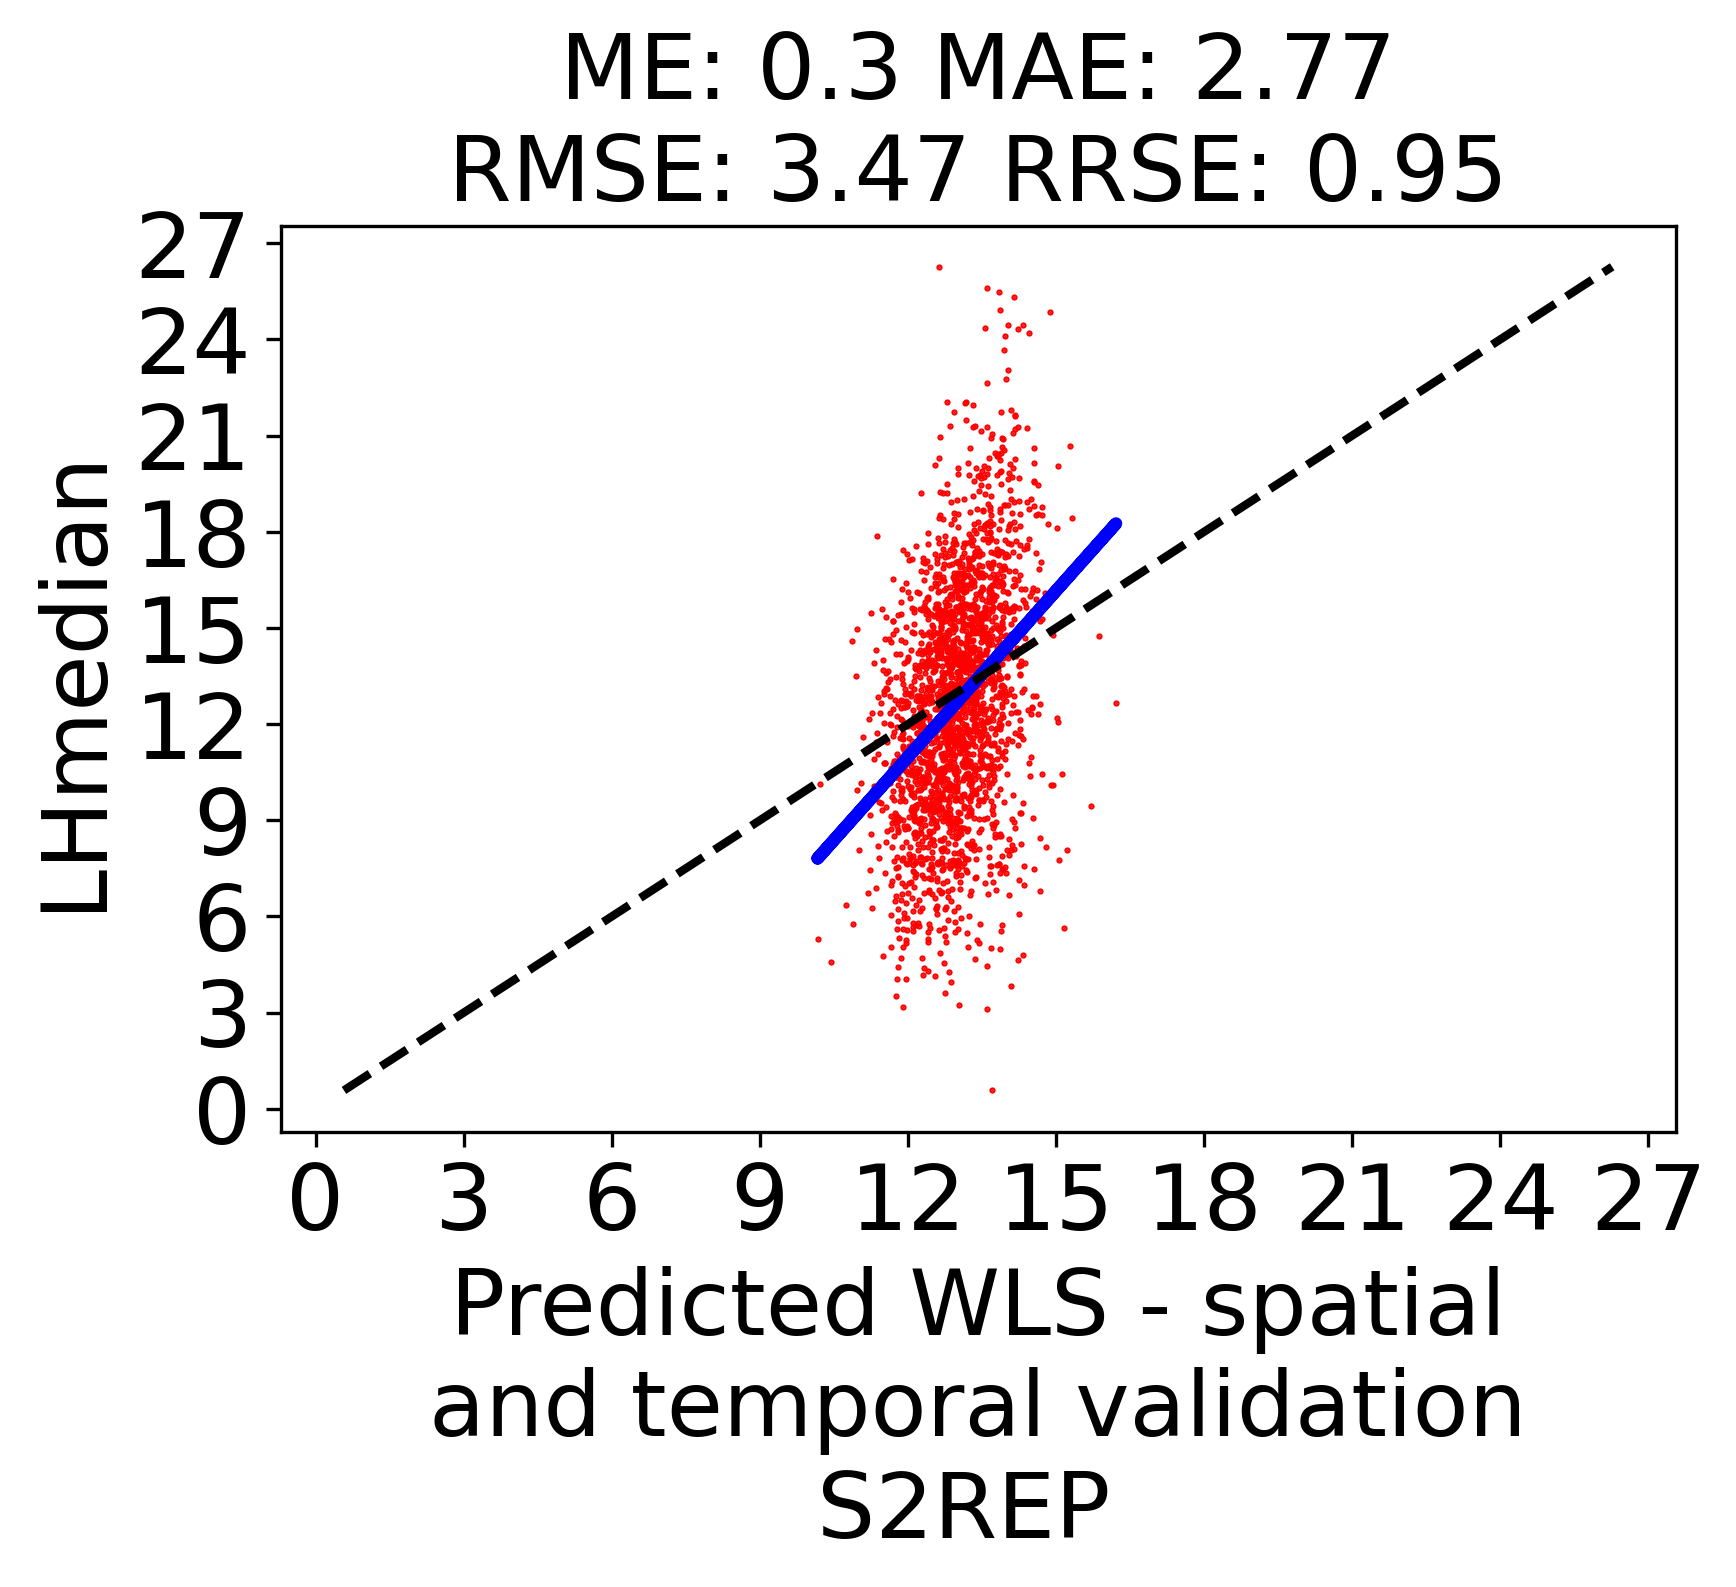 ME: 0.3 MAE: 2.77
RMSE: 3.47 RRSE: 0.95
27
24
21
18
15
12
9
6
3
0
LHmedian
0 3 6 9 12 15 18 21 24 27
Predicted WLS - spatial
and temporal validation
S2REP